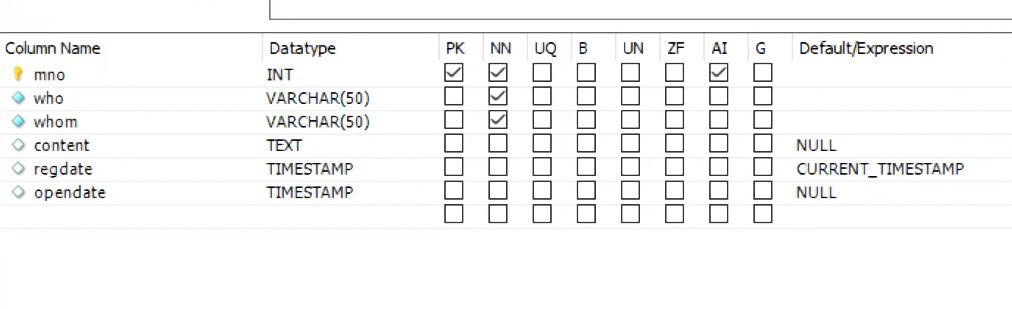 Column Name Datatype PK NN UQ B UN ZF AI G Default/Expression
mno INT
who VARCHAR(50)
whom VARCHAR(50)
content TEXT NULL
regdate TIMESTAMP CURRENT_TIMESTAMP
opendate TIMESTAMP NULL